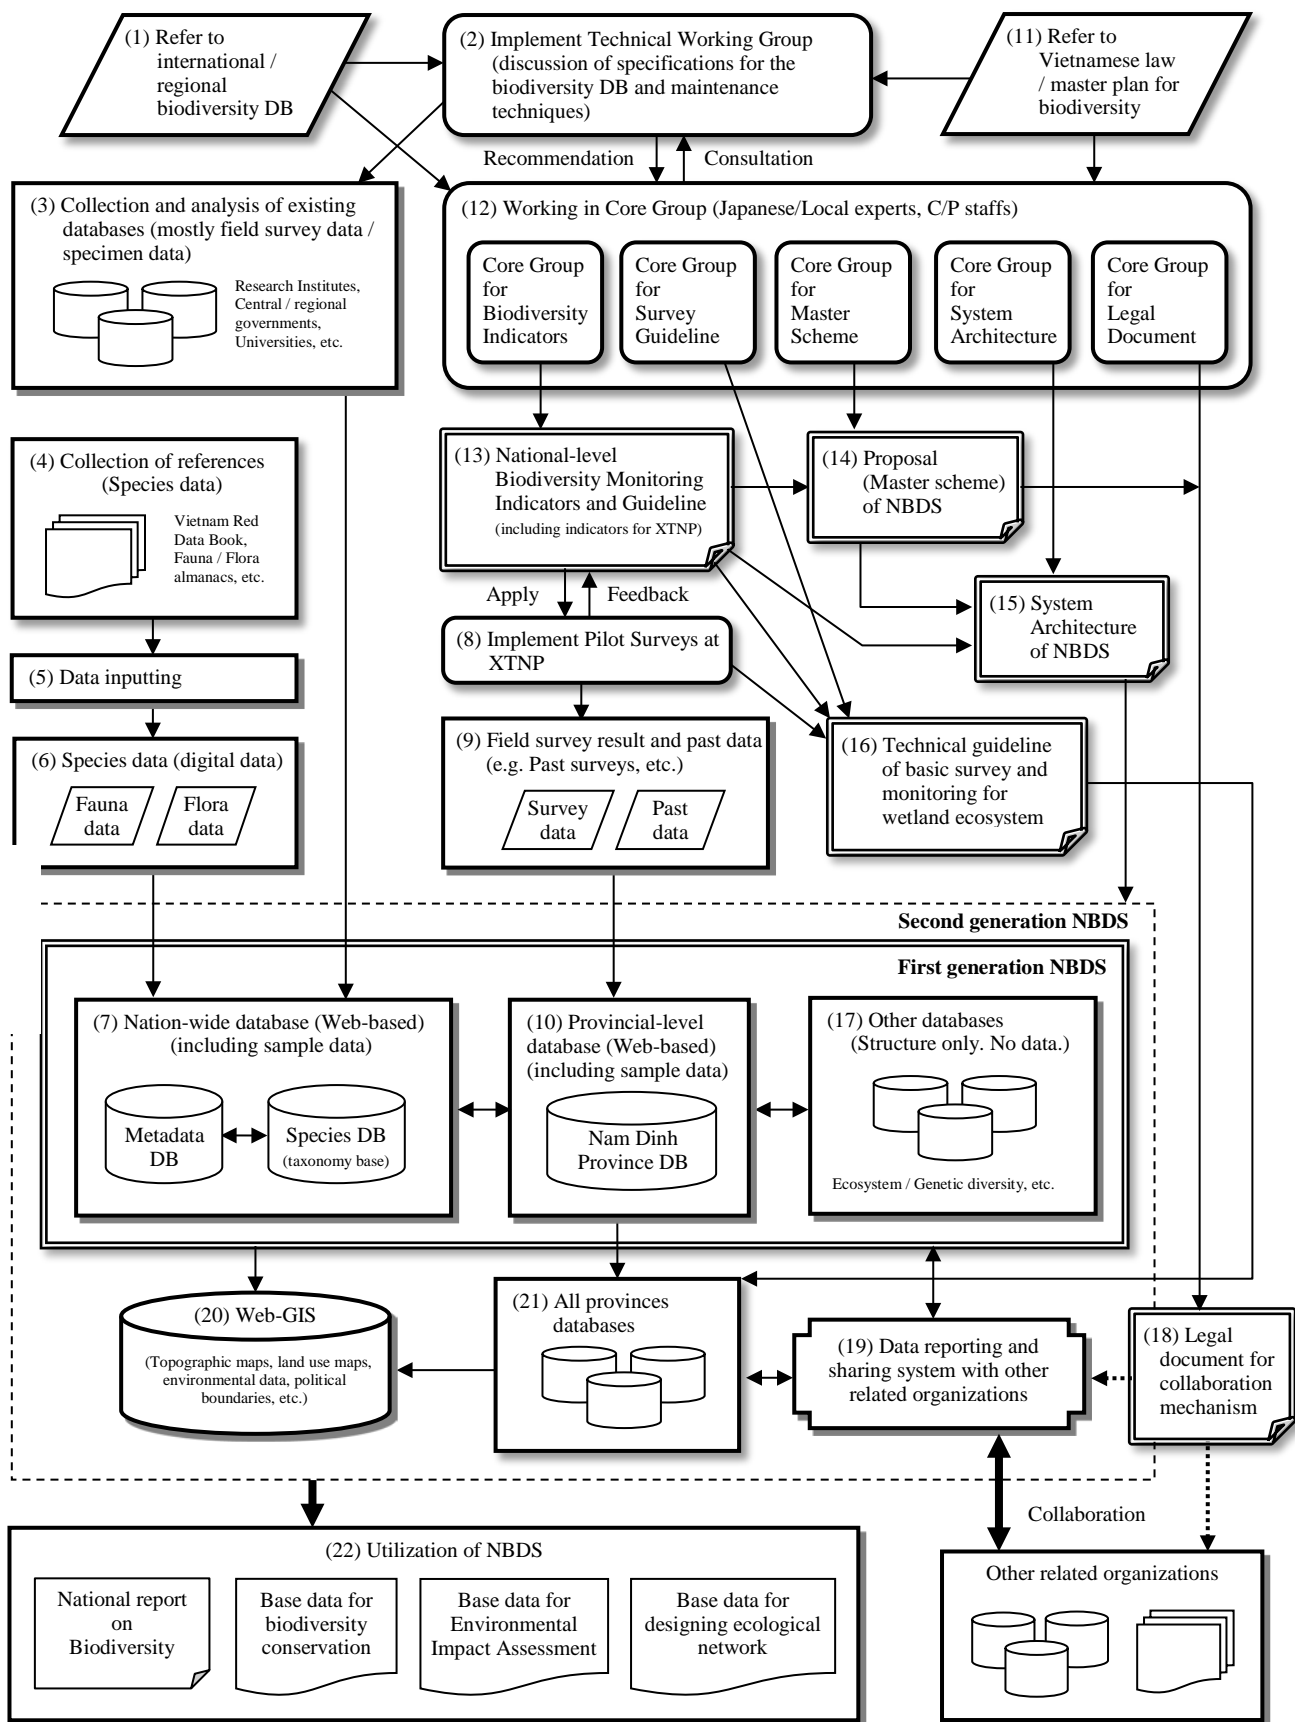 (1) Refer to
international /
regional
biodiversity DB
(2) Implement Technical Working Group
(discussion of specifications for the
biodiversity DB and maintenance
techniques)
(11) Refer to
Vietnamese law
/ master plan for
biodiversity
Recommendation
Consultation
(3) Collection and analysis of existing
databases (mostly field survey data /
specimen data)
Research Institutes,
Central / regional
governments,
Universities, etc.
(12) Working in Core Group (Japanese/Local experts, C/P staffs)
Core Group
for
Biodiversity
Indicators
Core Group
for
Survey
Guideline
Core Group
for
Master
Scheme
Core Group
for
System
Architecture
Core Group
for
Legal
Document
(4) Collection of references
(Species data)
Vietnam Red
Data Book,
Fauna / Flora
almanacs, etc.
(13) National-level
Biodiversity Monitoring
Indicators and Guideline
(including indicators for XTNP)
(14) Proposal
(Master scheme)
of NBDS
Apply
Feedback
(15) System
Architecture
of NBDS
(5) Data inputting
(8) Implement Pilot Surveys at
XTNP
(6) Species data (digital data)
Fauna
data
Flora
data
(9) Field survey result and past data
(e.g. Past surveys, etc.)
Survey
data
Past
data
(16) Technical guideline
of basic survey and
monitoring for
wetland ecosystem
Second generation NBDS
First generation NBDS
(7) Nation-wide database (Web-based)
(including sample data)
Metadata
DB
Species DB
(taxonomy base)
(10) Provincial-level
database (Web-based)
(including sample data)
Nam Dinh
Province DB
(17) Other databases
(Structure only. No data.)
Ecosystem / Genetic diversity, etc.
(20) Web-GIS
(Topographic maps, land use maps,
environmental data, political
boundaries, etc.)
(21) All provinces
databases
(19) Data reporting and
sharing system with other
related organizations
(18) Legal
document for
collaboration
mechanism
Collaboration
(22) Utilization of NBDS
National report
on
Biodiversity
Base data for
biodiversity
conservation
Base data for
Environmental
Impact Assessment
Base data for
designing ecological
network
Other related organizations